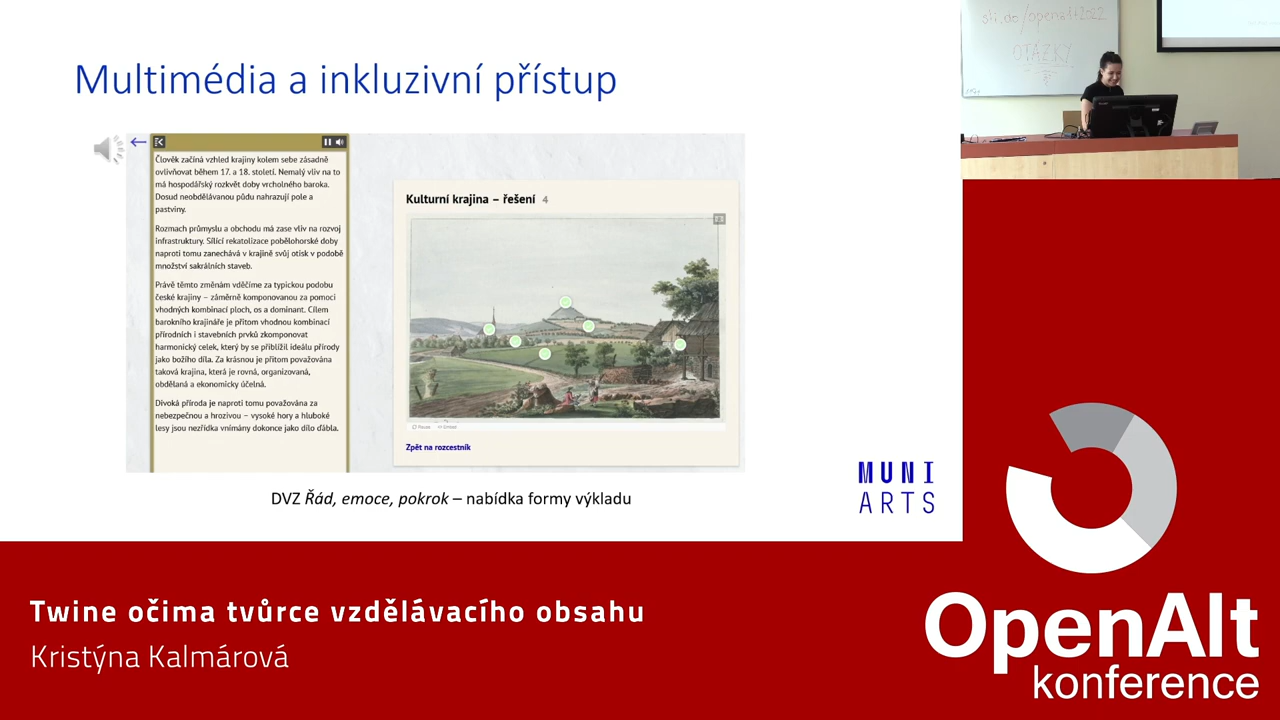 Multimédia a inkluzivní přístup
Člověk začíná vzhled krajiny kolem sebe zásadně
ovlivňovat během 17. a 18. století. Nemalý vliv na to
má hospodářský rozkvět doby vrcholného baroka.
Dosud neobdělávanou půdu nahrazují pole a
pastviny.
Rozmach průmyslu a obchodu má zase vliv na rozvoj
infrastruktury. Sílící rekatolizace pobělohorské doby
naproti tomu zanechává v krajině svůj otisk v podobě
množství sakrálních staveb.
Právě těmto změnám vděčíme za typickou podobu
české krajiny – záměrně komponovanou za pomoci
vhodných kombinací ploch, os a dominant. Cílem
barokního krajináře je přitom vhodnou kombinací
přírodních i stavebních prvků zkomponovat
harmonický celek, který by se přiblížil ideálu přírody
jako božího díla. Za krásnou je přitom považována
taková krajina, která je rovná, organizovaná,
obdělaná a ekonomicky účelná.
Divoká příroda je naproti tomu považována za
nebezpečnou a hrozivou – vysoké hory a hluboké
lesy jsou nezřídka vnímány dokonce jako dílo ďábla.
Kulturní krajina – řešení 4
Zpět na rozcestník
DVZ Řád, emoce, pokrok – nabídka formy výkladu
MUNI
ARTS
OTÁZKY
Twine očima tvůrce vzdělávacího obsahu
Kristýna Kalmárová
OpenAlt
konference